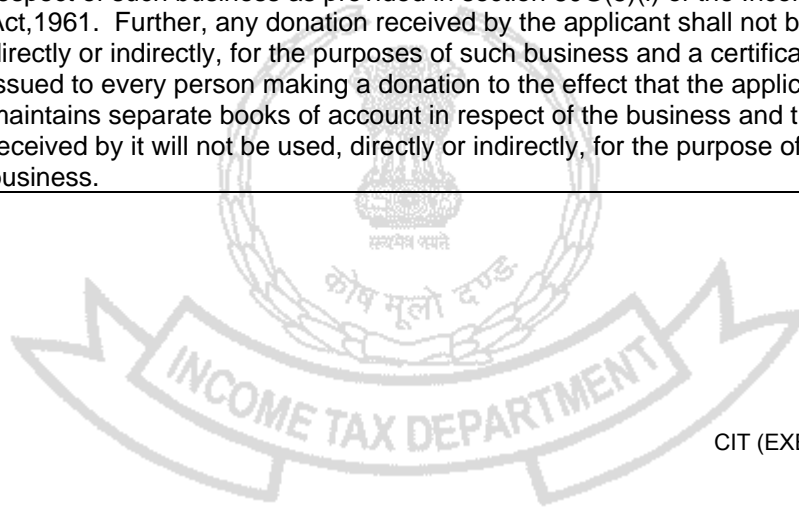 respect of such business as provided in section 80G(5)(i) of the Income
Act,1961. Further, any donation received by the applicant shall not b
directly or indirectly, for the purposes of such business and a certifica
issued to every person making a donation to the effect that the applic
maintains separate books of account in respect of the business and t
received by it will not be used, directly or indirectly, for the purpose of
business.
सत्यमेव जयते
कोष मूलो दण्डः
INCOME TAX DEPARTMENT
CIT (EXE